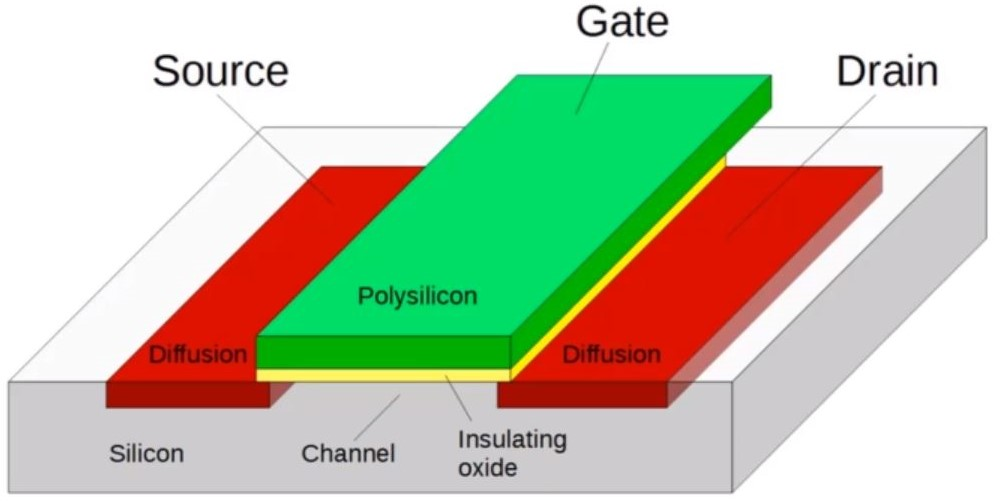 Gate
Source
Drain
Polysilicon
Diffusion
Diffusion
Silicon
Channel
Insulating
oxide